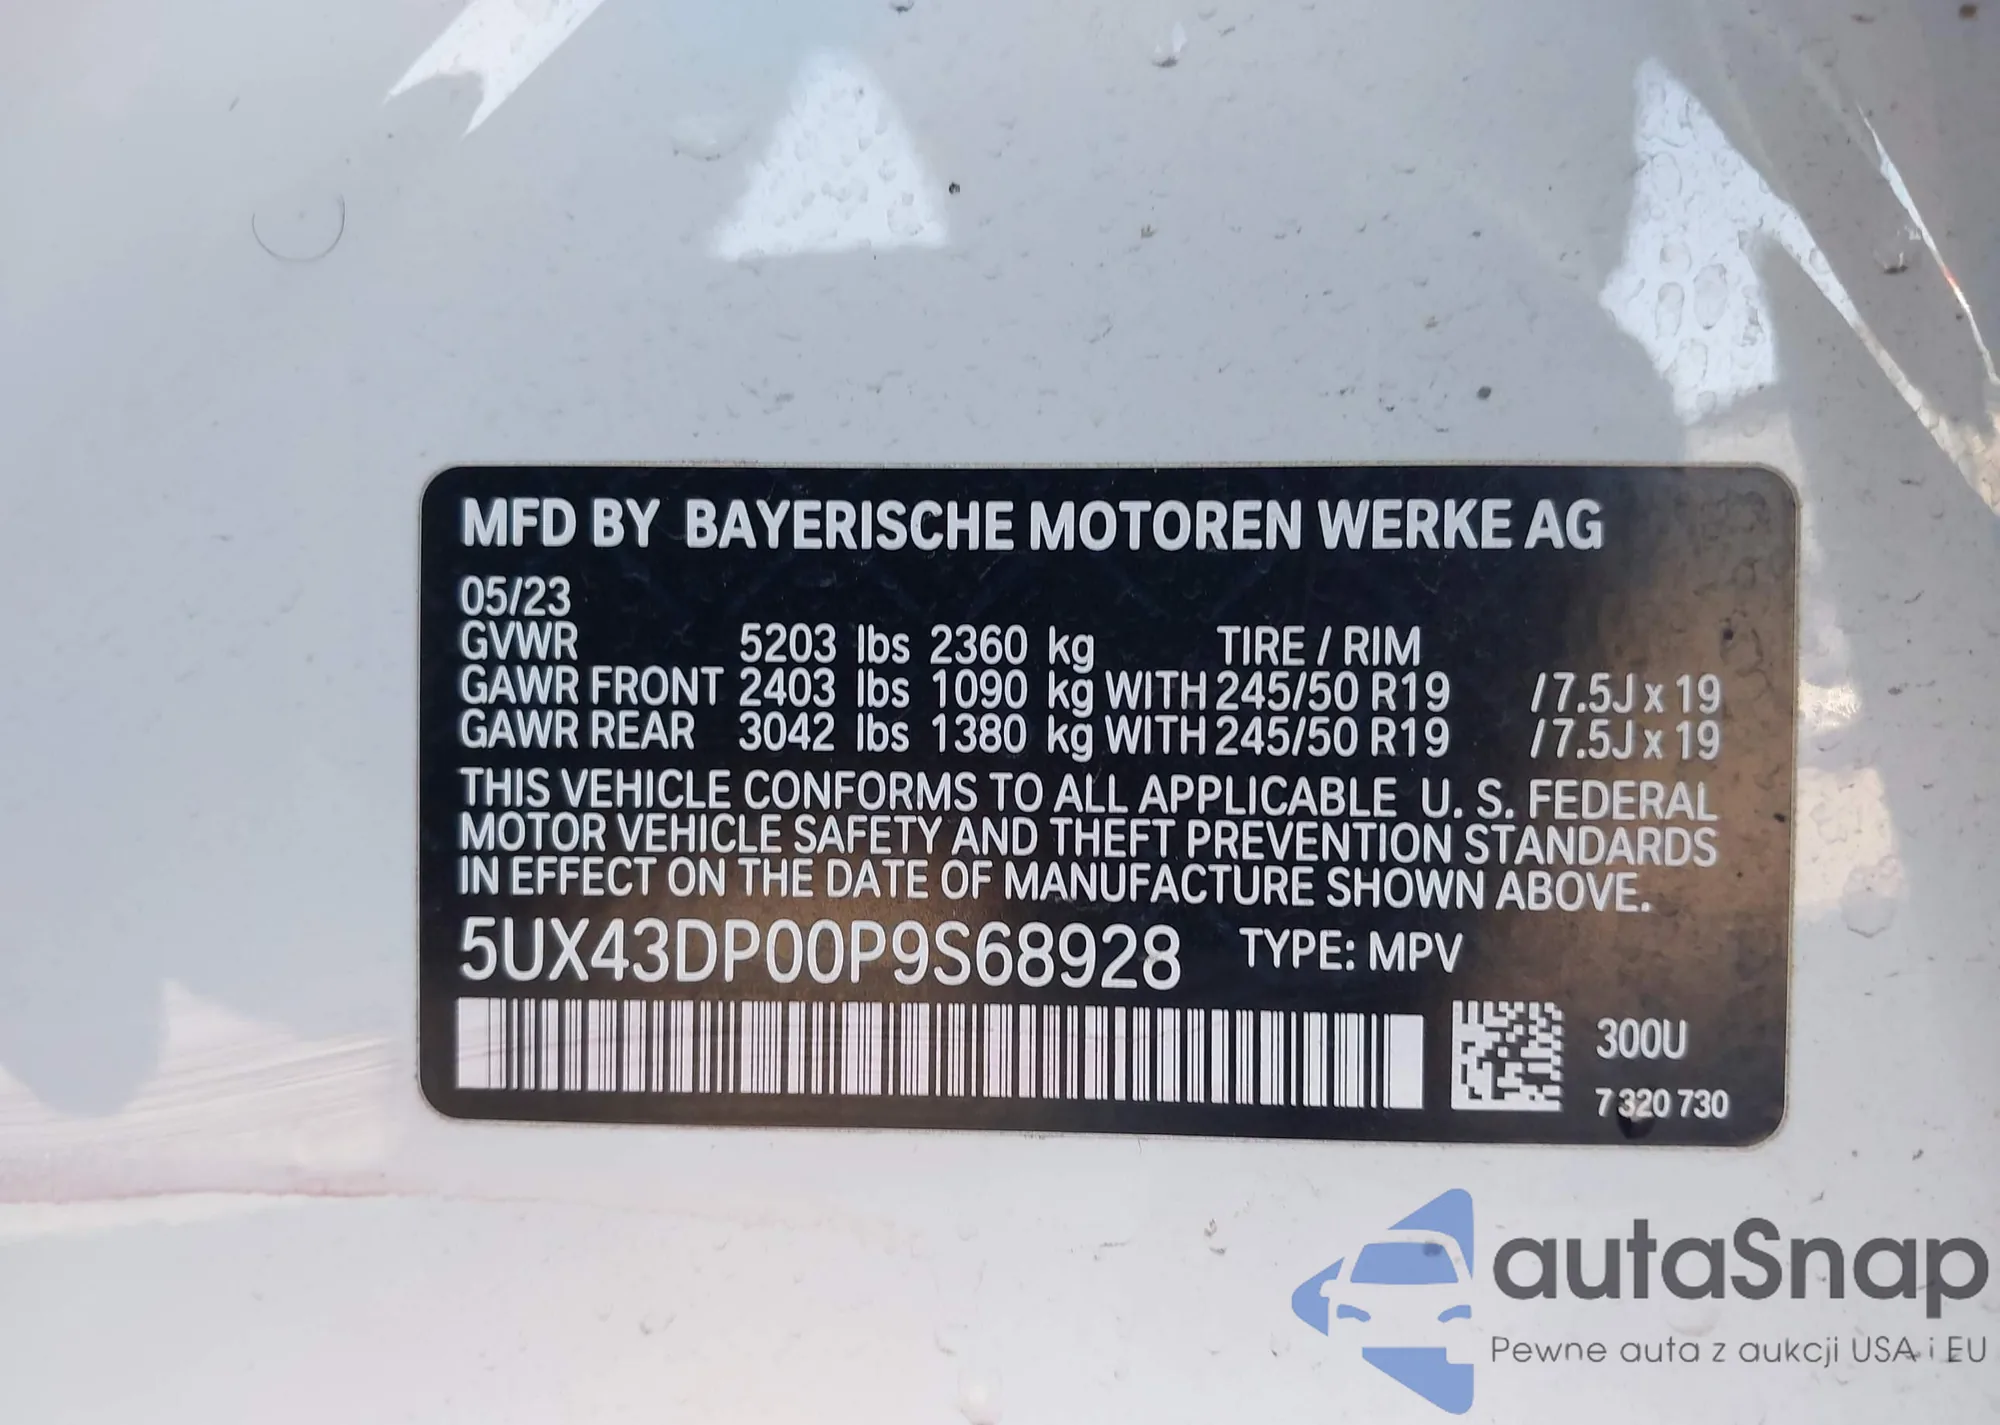 MFD BY BAYERISCHE MOTOREN WERKE AG
05/23
GVWR 5203 lbs 2360 kg TIRE / RIM
GAWR FRONT 2403 lbs 1090 kg WITH 245/50 R19 / 7.5J x 19
GAWR REAR 3042 lbs 1380 kg WITH 245/50 R19 / 7.5J x 19
THIS VEHICLE CONFORMS TO ALL APPLICABLE U. S. FEDERAL
MOTOR VEHICLE SAFETY AND THEFT PREVENTION STANDARDS
IN EFFECT ON THE DATE OF MANUFACTURE SHOWN ABOVE.
5UX43DP00P9S68928 TYPE: MPV
300U
7 320 730
autaSnap
Pewne auta z aukcji USA i EU